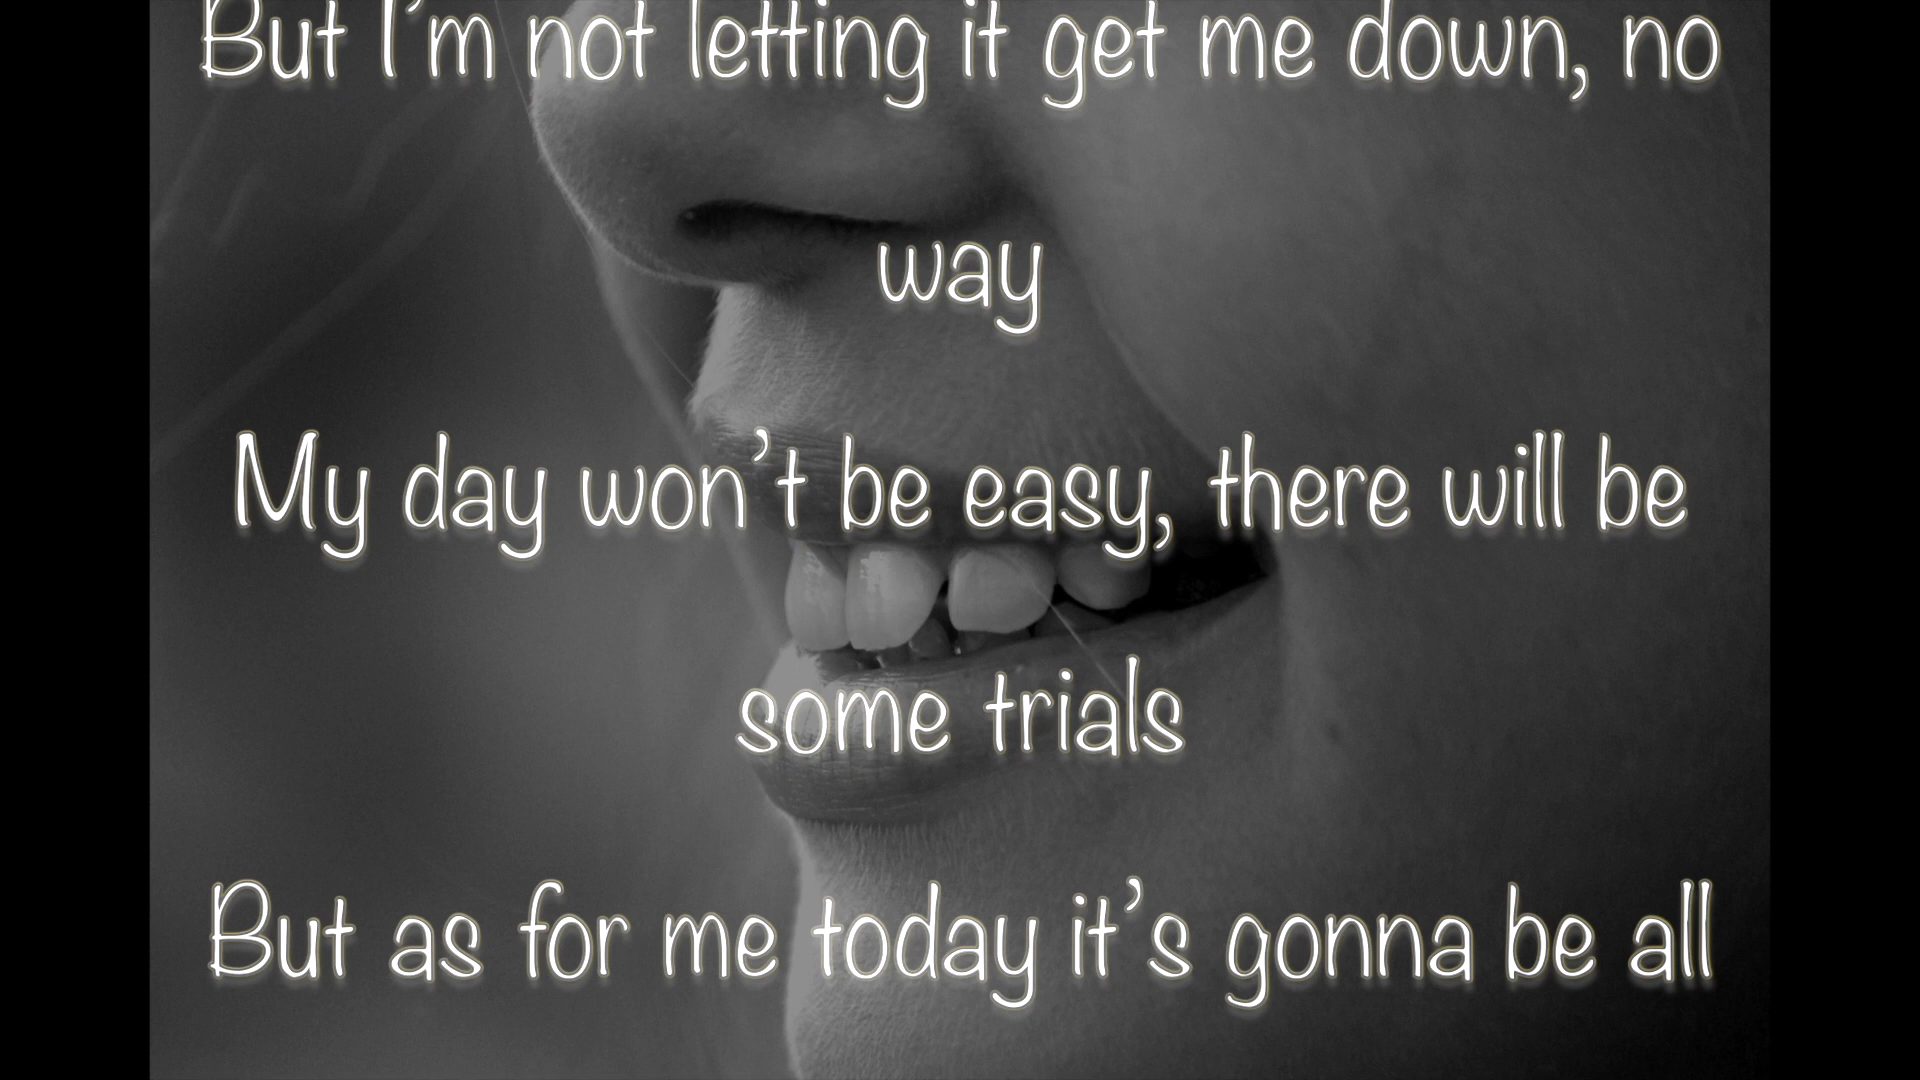 But I'm not letting it get me down, no
way
My day won't be easy, there will be
some trials
But as for me today it's gonna be all